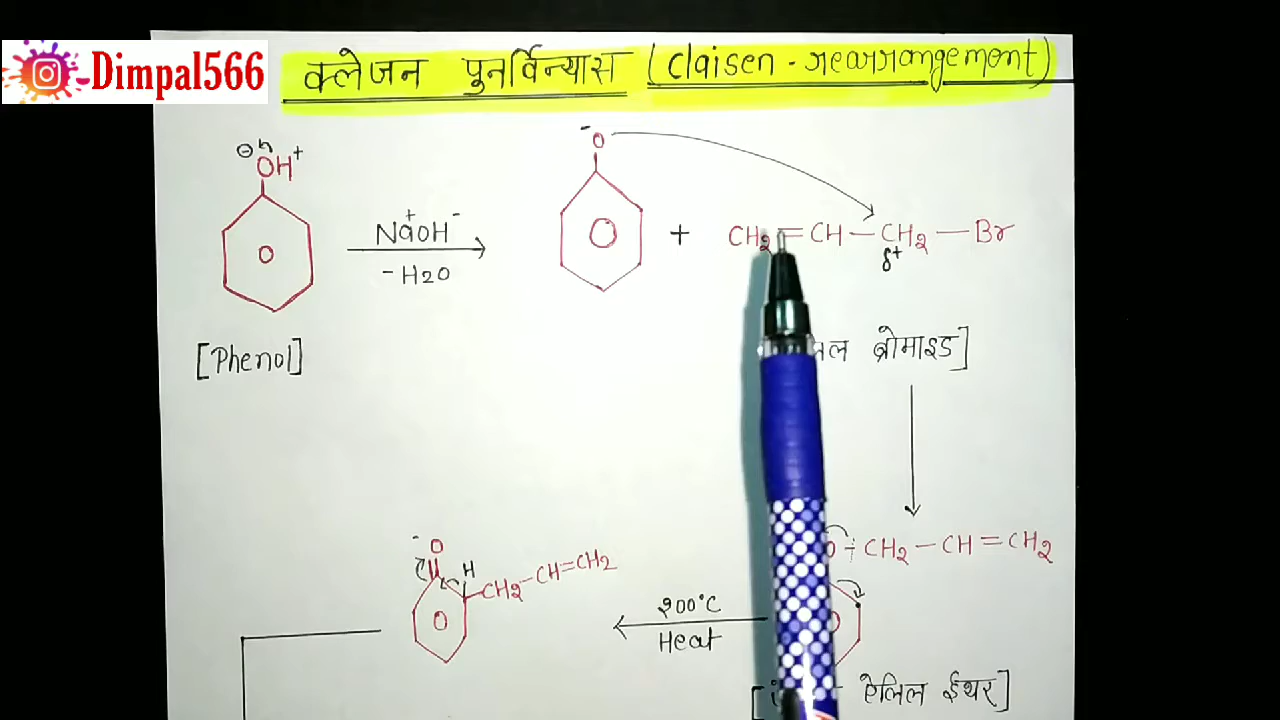 Dimpal566
क्लेजन पुनर्विन्यास (Claisen - rearrangement)
⊖ OH+
NaOH + -
-H2O
[Phenol]
- O
+
CH2 = CH - CH2 - Br
δ+
ब्रोमाइड]
O - CH2 - CH = CH2
200°C
Heat
- O
H
CH2 - CH = CH2
ऐलिल ईथर]